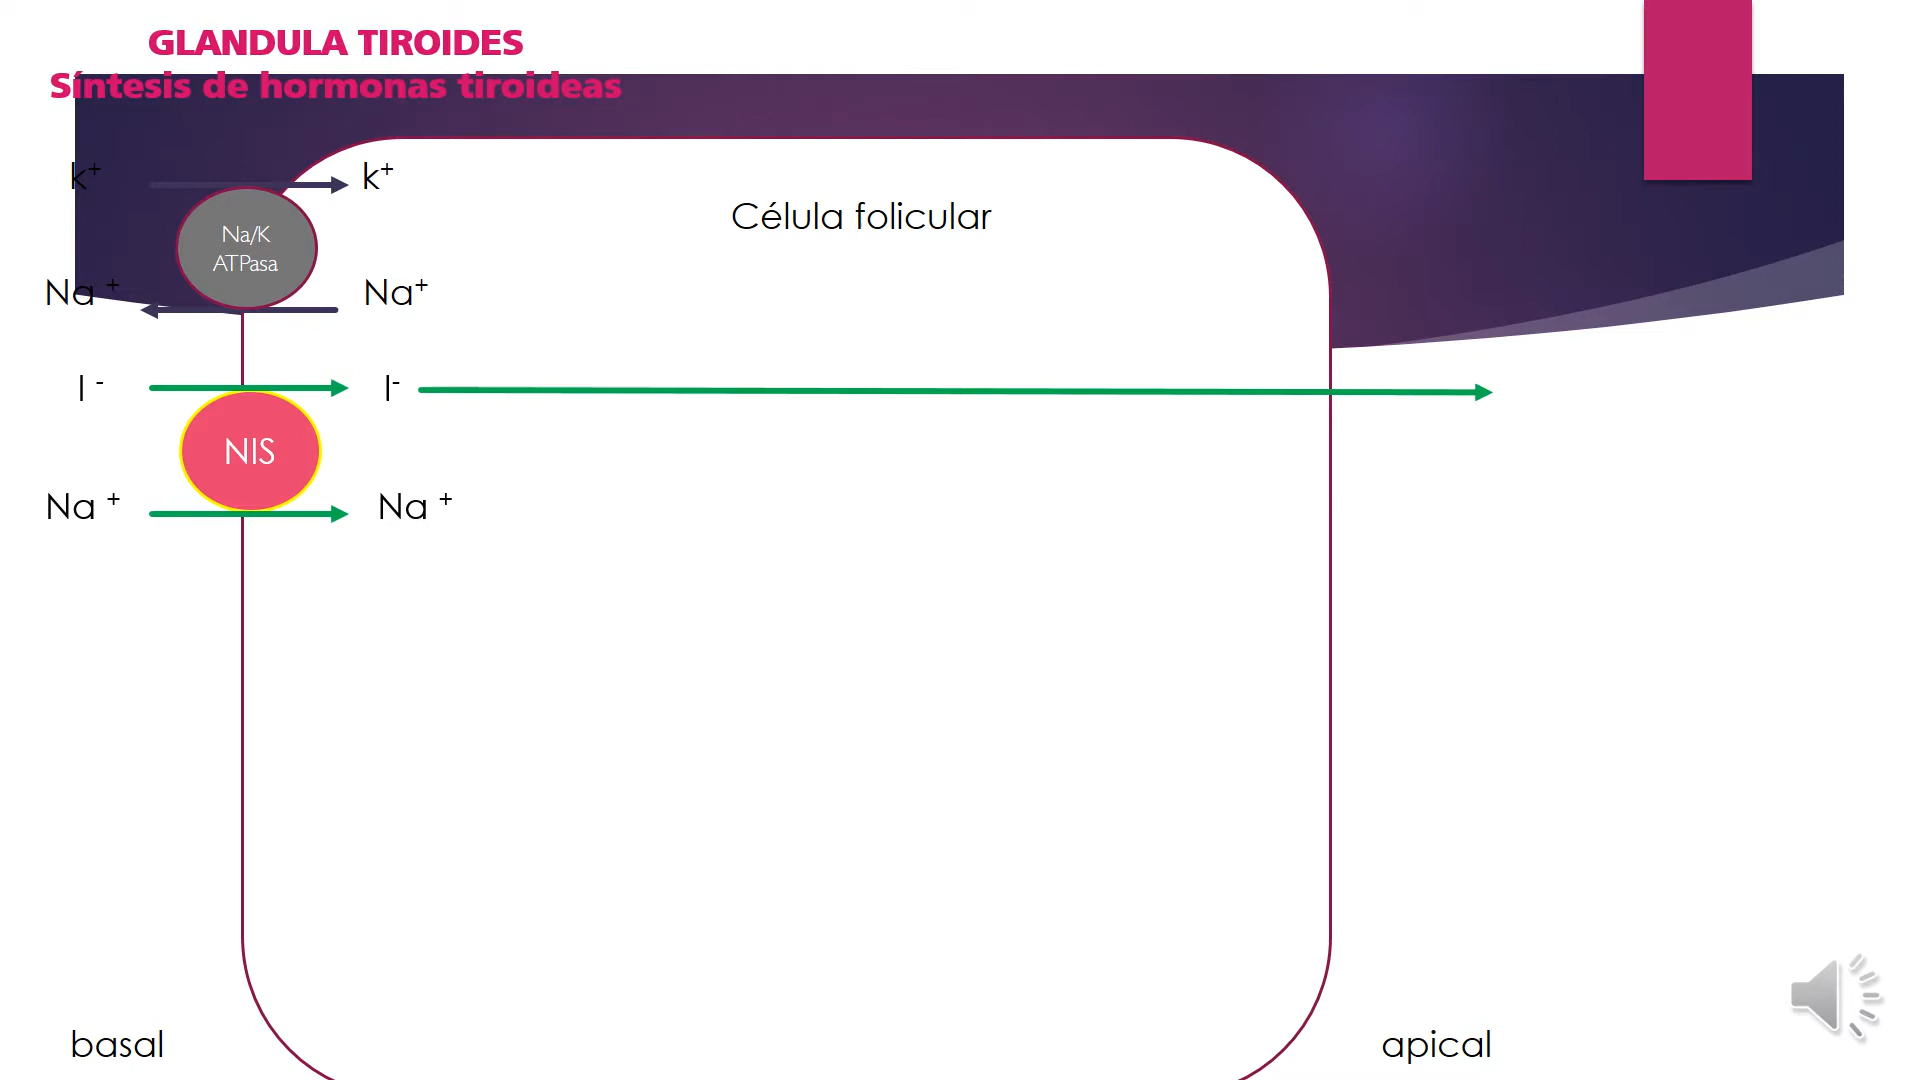 GLANDULA TIROIDES
Síntesis de hormonas tiroideas
k+ k+
Célula folicular
Na/K
ATPasa
Na + Na+
I - I-
NIS
Na + Na +
basal apical